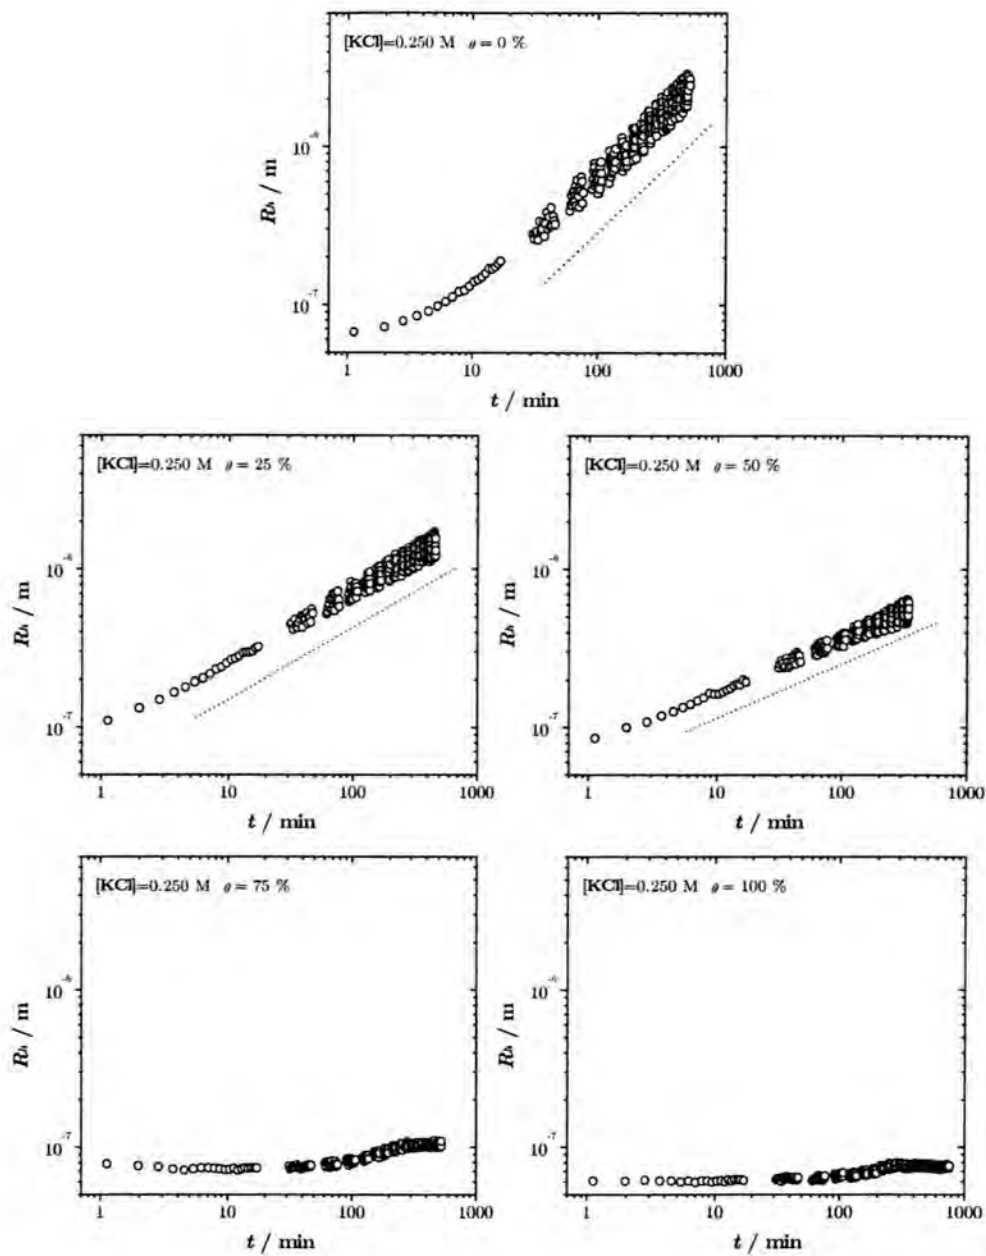 [KCl]=0.250 M θ = 0 %
10⁻⁶
10⁻⁷
Rh / m
1 10 100 1000
t / min
[KCl]=0.250 M θ = 25 %
10⁻⁶
10⁻⁷
Rh / m
1 10 100 1000
t / min
[KCl]=0.250 M θ = 50 %
10⁻⁶
10⁻⁷
Rh / m
1 10 100 1000
t / min
[KCl]=0.250 M θ = 75 %
10⁻⁶
10⁻⁷
Rh / m
1 10 100 1000
t / min
[KCl]=0.250 M θ = 100 %
10⁻⁶
10⁻⁷
Rh / m
1 10 100 1000
t / min